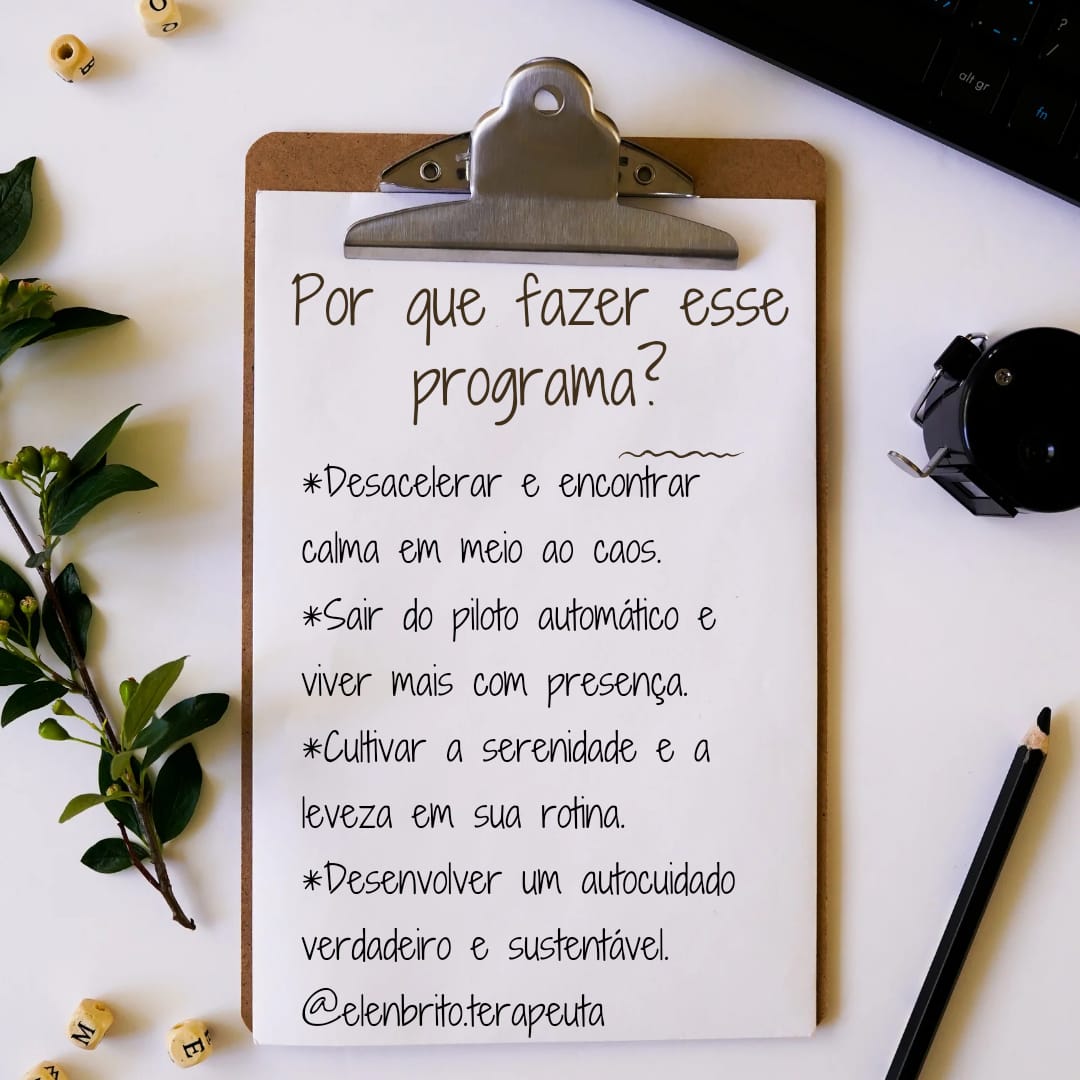 Por que fazer esse
programa?
*Desacelerar e encontrar
calma em meio ao caos.
*Sair do piloto automático e
viver mais com presença.
*Cultivar a serenidade e a
leveza em sua rotina.
*Desenvolver um autocuidado
verdadeiro e sustentável.
@elenbrito.terapeuta
alt gr
fn
?
/
O
B
M
E
M